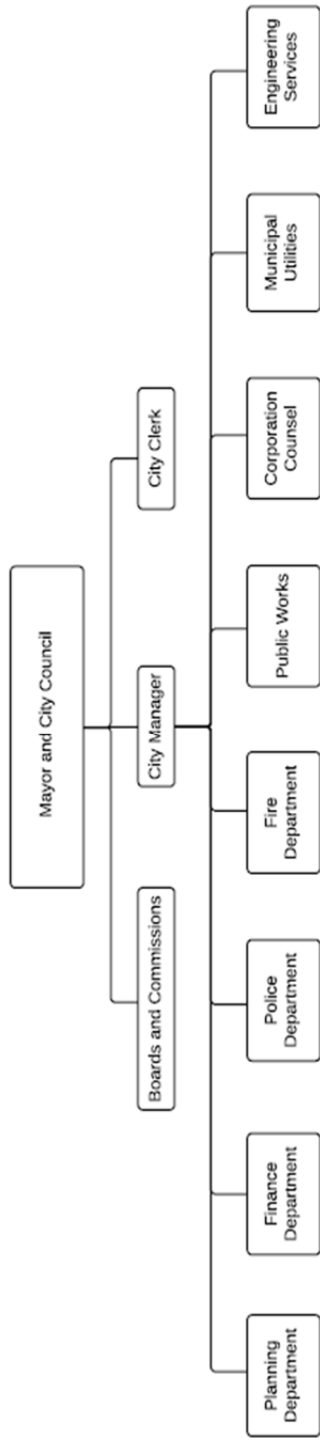 Mayor and City Council
Boards and Commissions
City Manager
City Clerk
Planning
Department
Finance
Department
Police
Department
Fire
Department
Public Works
Corporation
Counsel
Municipal
Utilities
Engineering
Services